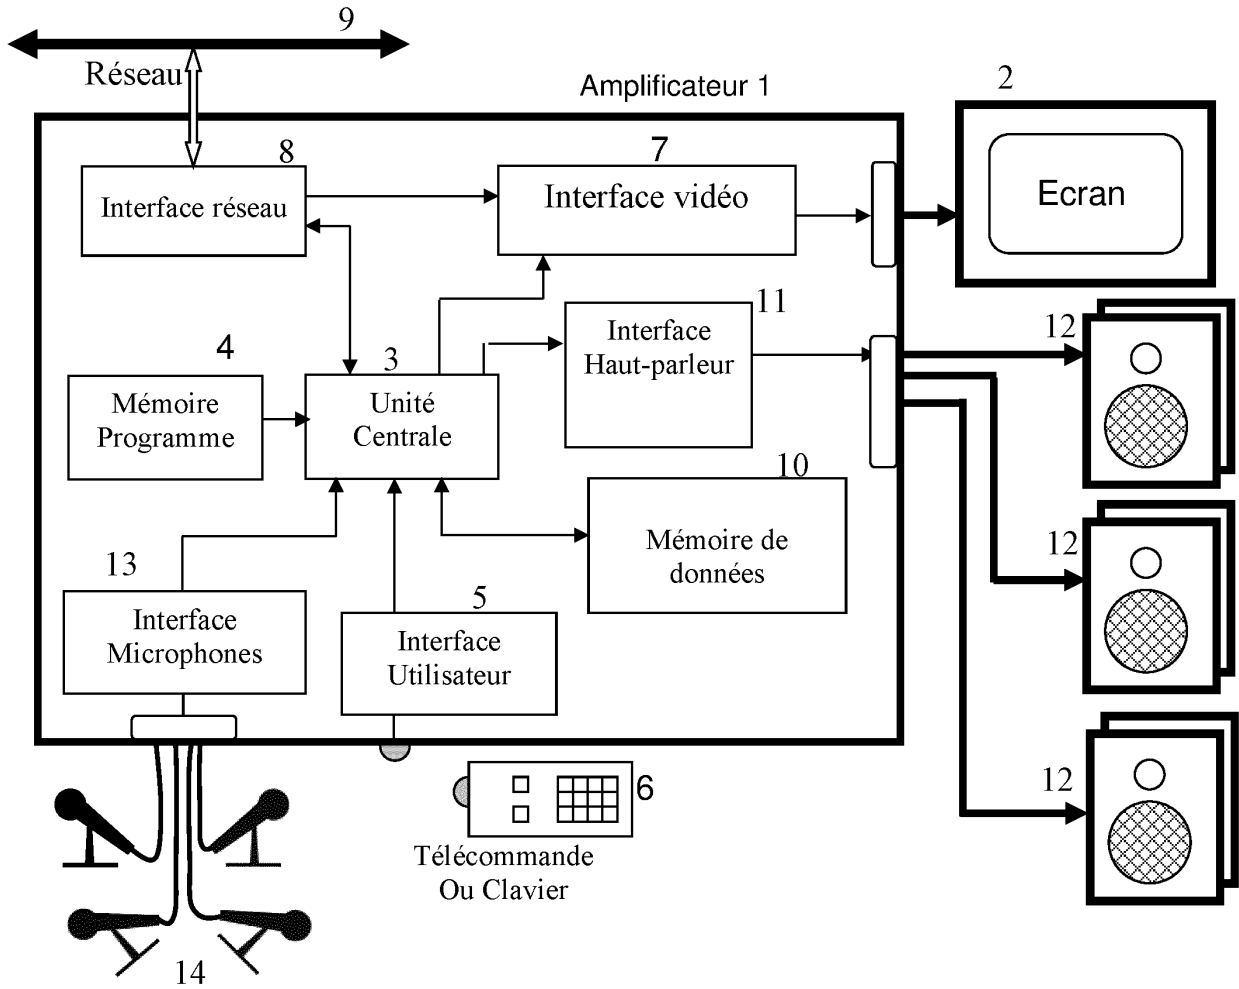 9
Réseau
Amplificateur 1
2
8
Interface réseau
7
Interface vidéo
Ecran
11
Interface
Haut-parleur
12
4
Mémoire
Programme
3
Unité
Centrale
10
Mémoire de
données
12
13
Interface
Microphones
5
Interface
Utilisateur
6
Télécommande
Ou Clavier
12
14